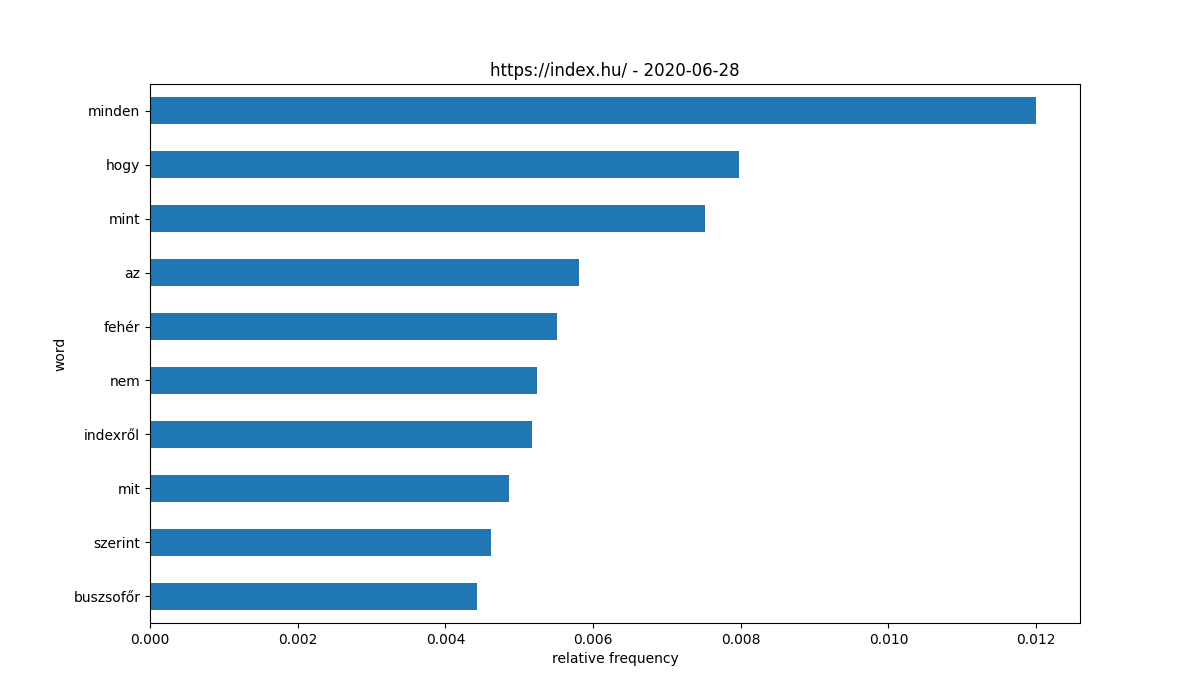 https://index.hu/ - 2020-06-28
minden
hogy
mint
az
fehér
nem
indexről
mit
szerint
buszsofőr
word
0.000 0.002 0.004 0.006 0.008 0.010 0.012
relative frequency